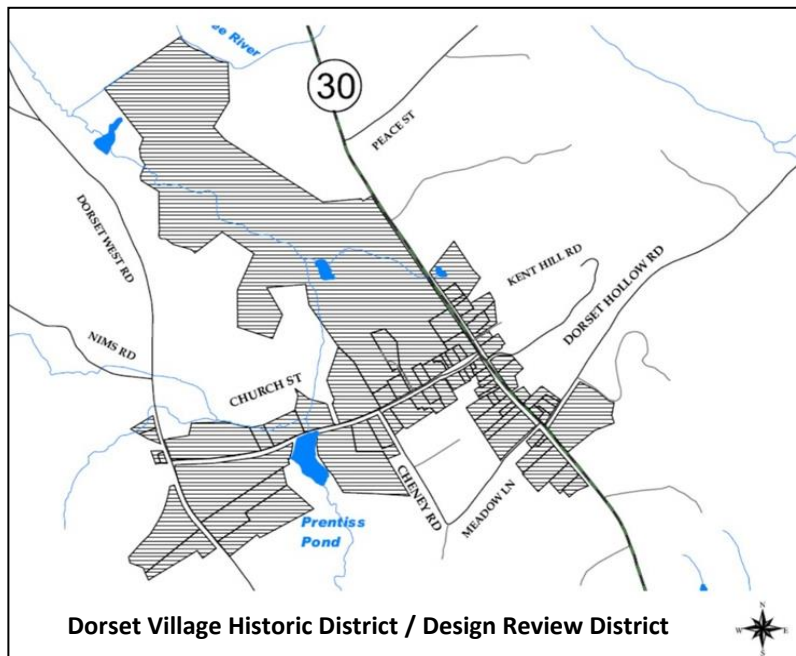 River
30
PEACE ST
DORSET WEST RD
KENT HILL RD
DORSET HOLLOW RD
NIMS RD
CHURCH ST
CHENEY RD
MEADOW LN
Prentiss
Pond
Dorset Village Historic District / Design Review District
N
W E
S